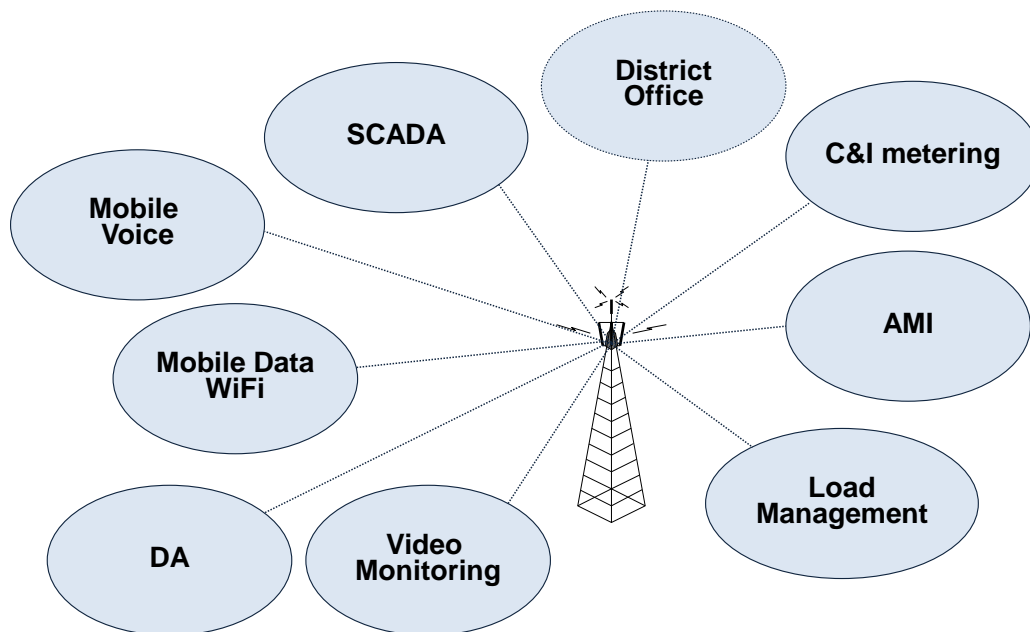 District
Office
SCADA
C&I metering
Mobile
Voice
AMI
Mobile Data
WiFi
Load
Management
DA
Video
Monitoring